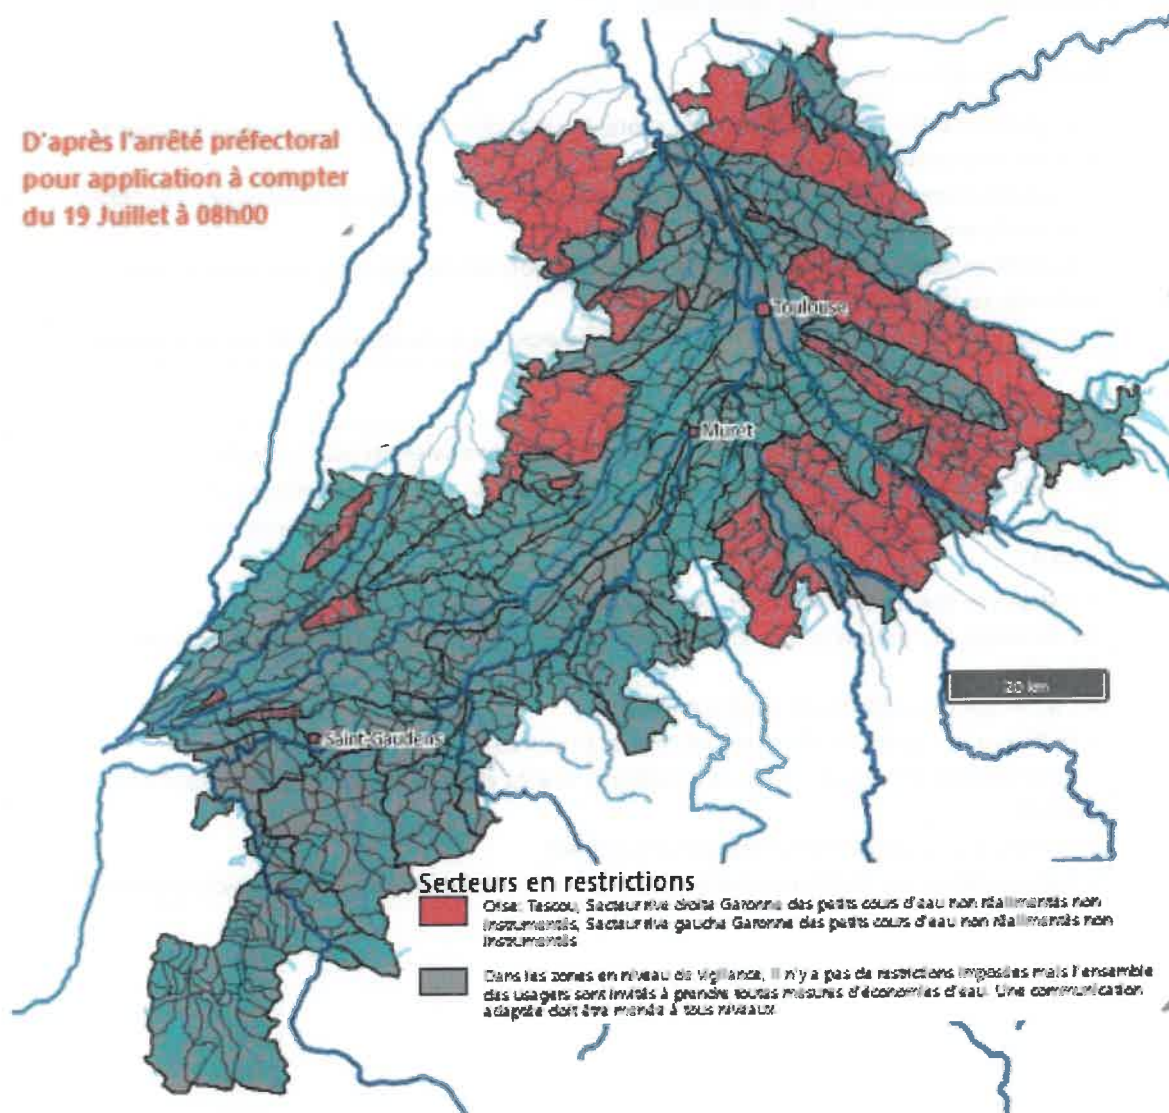 D'après l'arrêté préfectoral
pour application à compter
du 19 Juillet à 08h00
Toulouse
Muret
20 km
Saint-Gaudens
Secteurs en restrictions
Crise: Tescou, Secteur rive droite Garonne des petits cours d'eau non réalimentés non
instrumentés, Secteur rive gauche Garonne des petits cours d'eau non réalimentés non
instrumentés
Dans les zones en niveau de vigilance, il n'y a pas de restrictions imposées mais l'ensemble
des usagers sont invités à prendre toutes mesures d'économies d'eau. Une communication
adaptée doit être menée à tous niveaux.